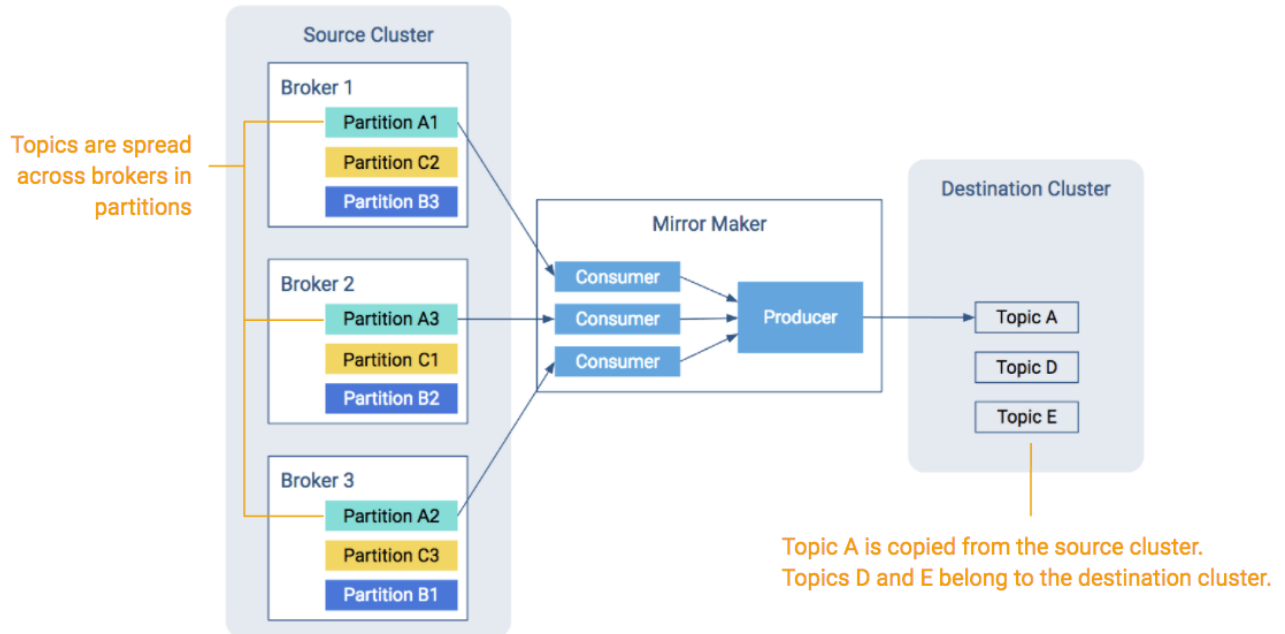 Source Cluster
Broker 1
Partition A1
Partition C2
Partition B3
Topics are spread
across brokers in
partitions
Broker 2
Partition A3
Partition C1
Partition B2
Broker 3
Partition A2
Partition C3
Partition B1
Mirror Maker
Consumer
Consumer
Consumer
Producer
Destination Cluster
Topic A
Topic D
Topic E
Topic A is copied from the source cluster.
Topics D and E belong to the destination cluster.